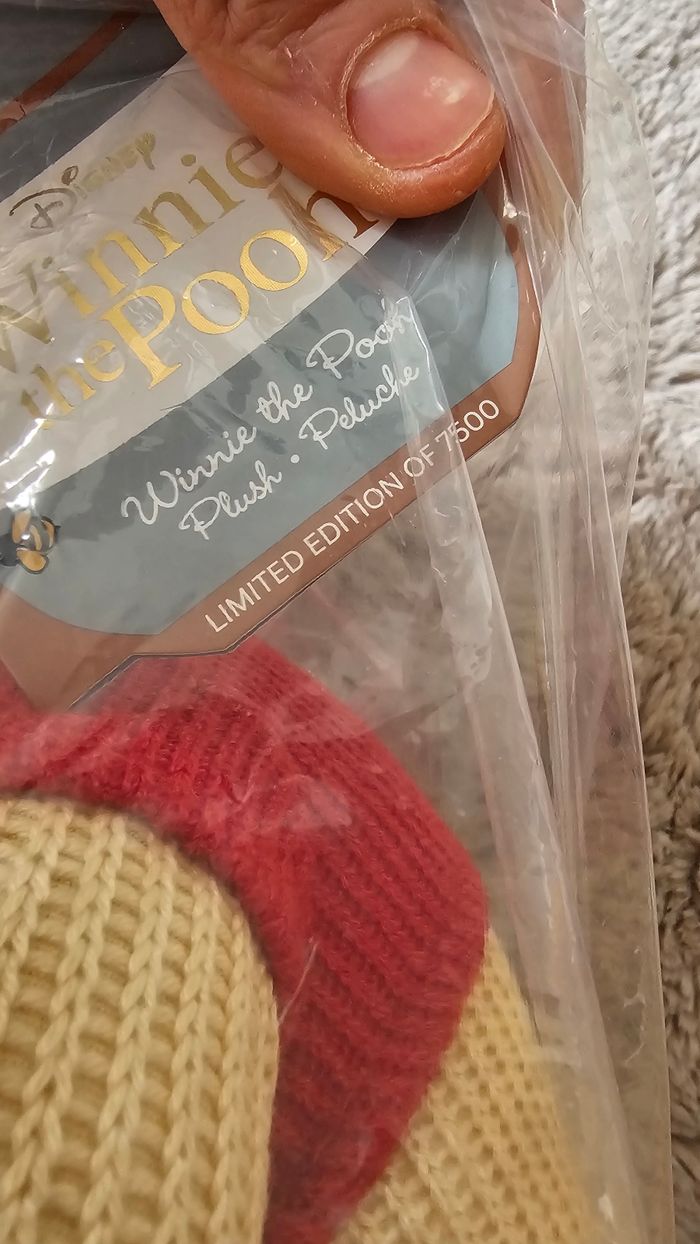 Disney
Winnie
the Pooh
Winnie the Pooh
Plush • Peluche
LIMITED EDITION OF 7500